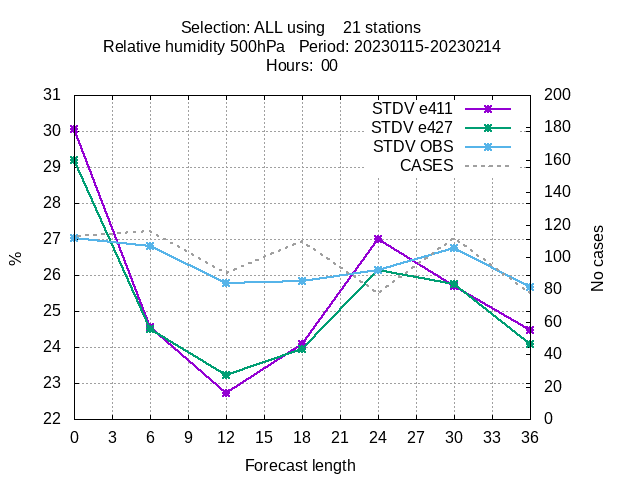 Selection: ALL using    21 stations
Relative humidity 500hPa   Period: 20230115-20230214
Hours:  00
STDV e411
STDV e427
STDV OBS
CASES
31
30
29
28
27
26
25
24
23
22
%
200
180
160
140
120
100
80
60
40
20
0
No cases
0 3 6 9 12 15 18 21 24 27 30 33 36
Forecast length